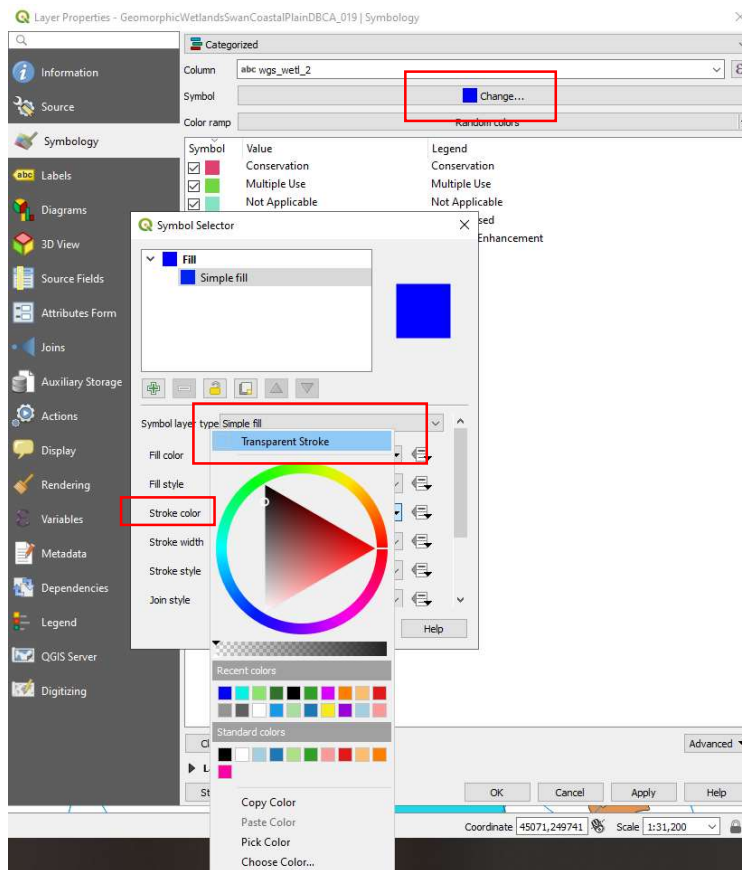 Layer Properties - GeomorphicWetlandsSwanCoastalPlainDBCA_019 | Symbology
Categorized
Information
Source
Symbology
Labels
Diagrams
3D View
Source Fields
Attributes Form
Joins
Auxiliary Storage
Actions
Display
Rendering
Variables
Metadata
Dependencies
Legend
QGIS Server
Digitizing
Column abc wgs_wetl_2
Symbol Change...
Color ramp Random colors
Symbol Value Legend
Conservation Conservation
Multiple Use Multiple Use
Not Applicable Not Applicable
sed
Enhancement
Symbol Selector
Fill
Simple fill
Symbol layer type Simple fill
Transparent Stroke
Fill color
Fill style
Stroke color
Stroke width
Stroke style
Join style
Help
Recent colors
Standard colors
Copy Color
Paste Color
Pick Color
Choose Color...
Cl
L
St
Advanced
OK Cancel Apply Help
Coordinate 45071,249741 Scale 1:31,200